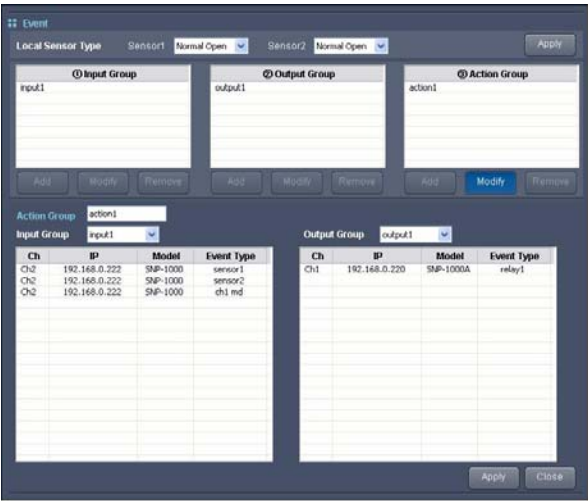 Event
Local Sensor Type Sensor1 Normal Open Sensor2 Normal Open Apply
① Input Group ② Output Group ③ Action Group
input1 output1 action1
Add Modify Remove Add Modify Remove Add Modify Remove
Action Group action1
Input Group input1 Output Group output1
Ch IP Model Event Type Ch IP Model Event Type
Ch2 192.168.0.222 SNP-1000 sensor1 Ch1 192.168.0.220 SNP-1000A relay1
Ch2 192.168.0.222 SNP-1000 sensor2
Ch2 192.168.0.222 SNP-1000 ch1 md
Apply Close